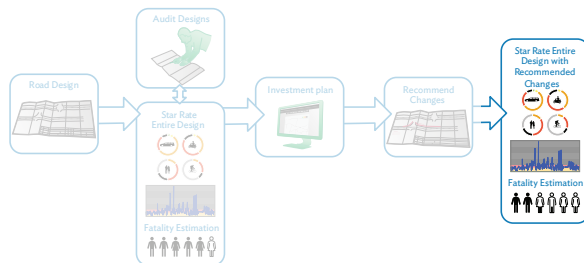 Audit Designs
Road Design
Star Rate
Entire Design
Fatality Estimation
Investment plan
Recommend
Changes
Star Rate Entire
Design with
Recommended
Changes
Fatality Estimation